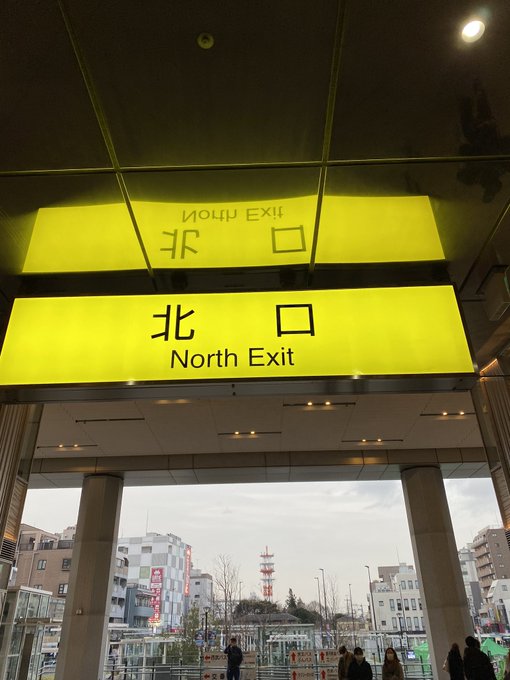 北口
North Exit